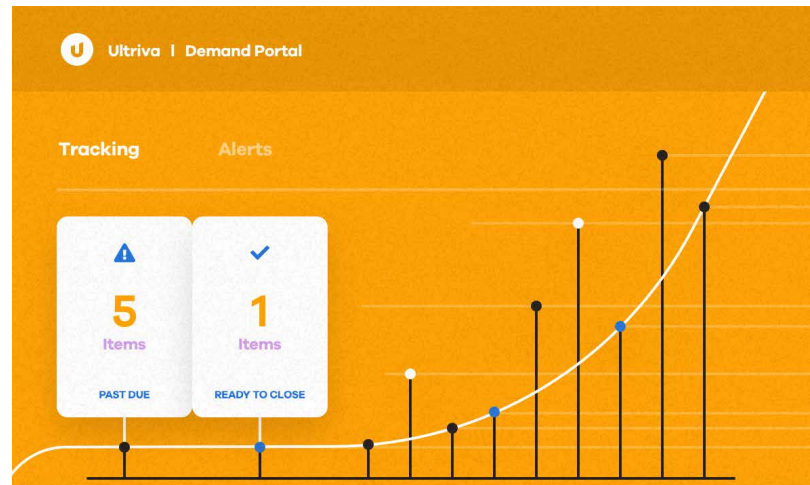 Ultriva | Demand Portal
Tracking
Alerts
5
Items
PAST DUE
1
Items
READY TO CLOSE